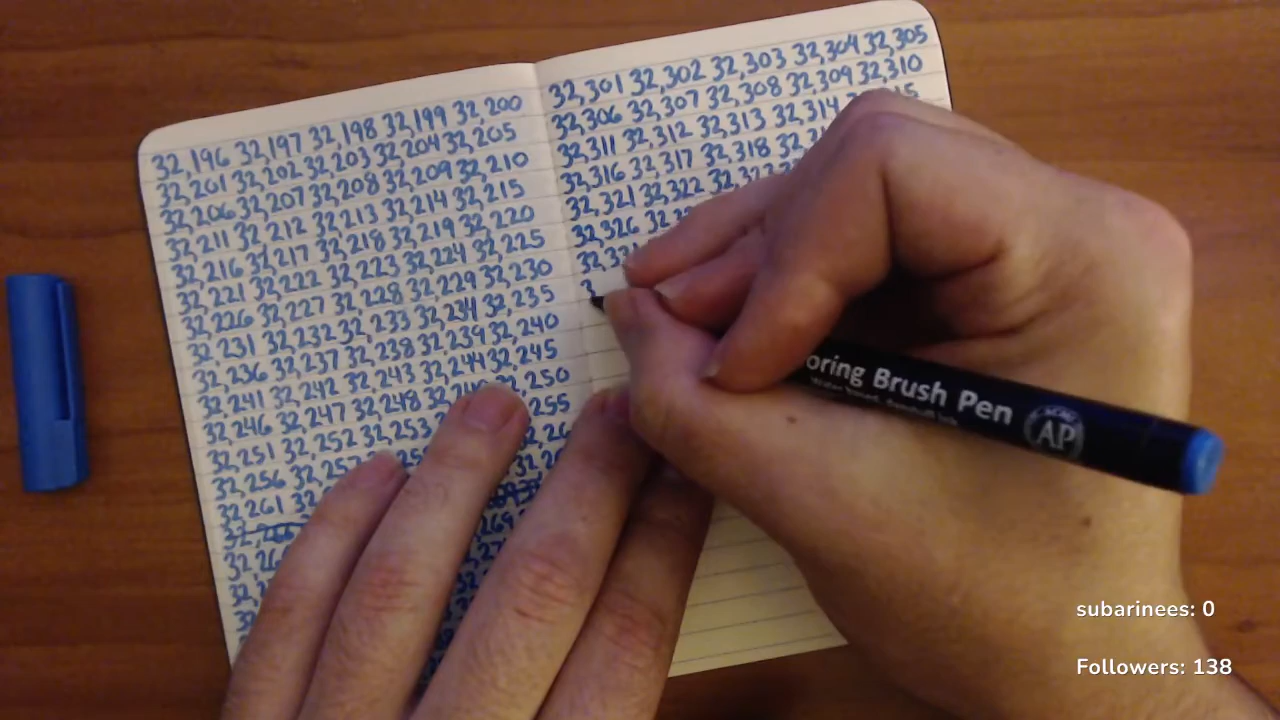 32,196 32,197 32,198 32,199 32,200
32,201 32,202 32,203 32,204 32,205
32,206 32,207 32,208 32,209 32,210
32,211 32,212 32,213 32,214 32,215
32,216 32,217 32,218 32,219 32,220
32,221 32,222 32,223 32,224 32,225
32,226 32,227 32,228 32,229 32,230
32,231 32,232 32,233 32,234 32,235
32,236 32,237 32,238 32,239 32,240
32,241 32,242 32,243 32,244 32,245
32,246 32,247 32,248 32,250
32,251 32,252 32,253 255
32,256 32,257
32,261
32,266
32,301 32,302 32,303 32,304 32,305
32,306 32,307 32,308 32,309 32,310
32,311 32,312 32,313 32,314
32,316 32,317 32,318
32,321 32,322
32,326
oring Brush Pen
AP
subarinees: 0
Followers: 138